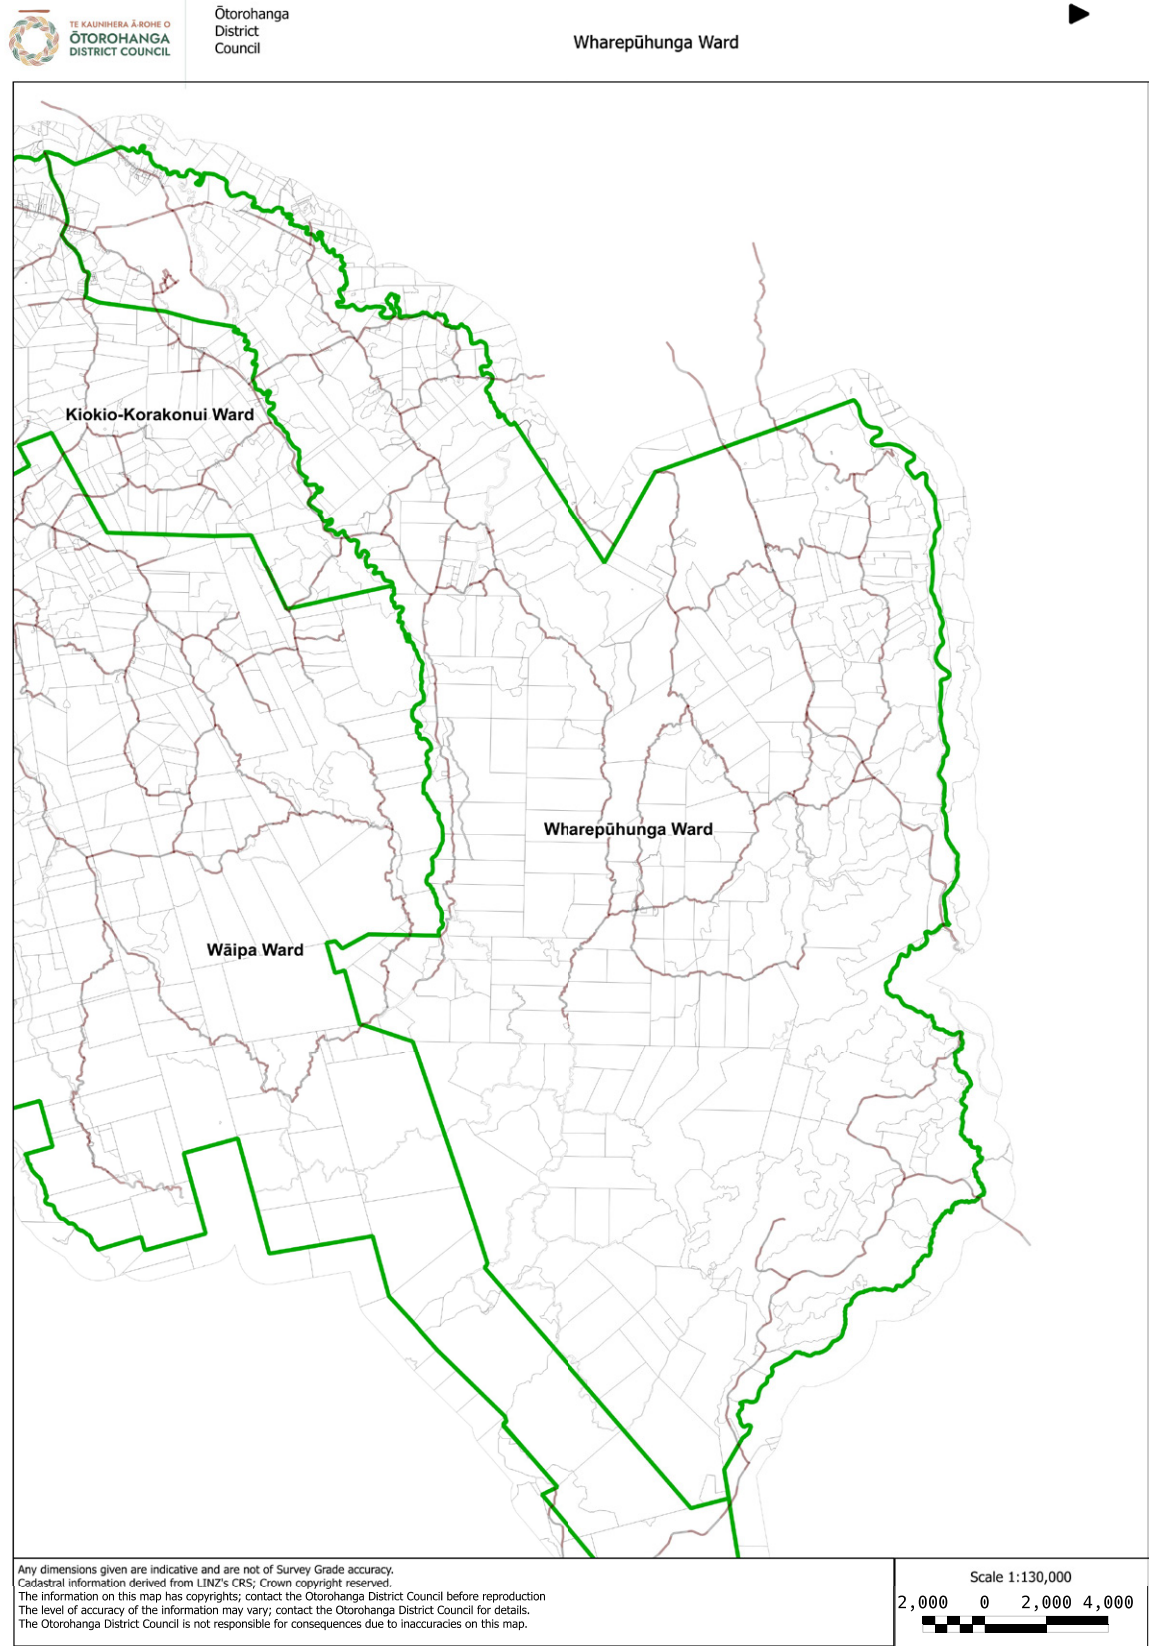 TE KAUNIHERA Ā-ROHE O
ŌTOROHANGA
DISTRICT COUNCIL
Ōtorohanga
District
Council
Wharepūhunga Ward
Kiokio-Korakonui Ward
Wharepūhunga Ward
Wāipa Ward
Any dimensions given are indicative and are not of Survey Grade accuracy.
Cadastral information derived from LINZ's CRS; Crown copyright reserved.
The information on this map has copyrights; contact the Otorohanga District Council before reproduction
The level of accuracy of the information may vary; contact the Otorohanga District Council for details.
The Otorohanga District Council is not responsible for consequences due to inaccuracies on this map.
Scale 1:130,000
2,000 0 2,000 4,000